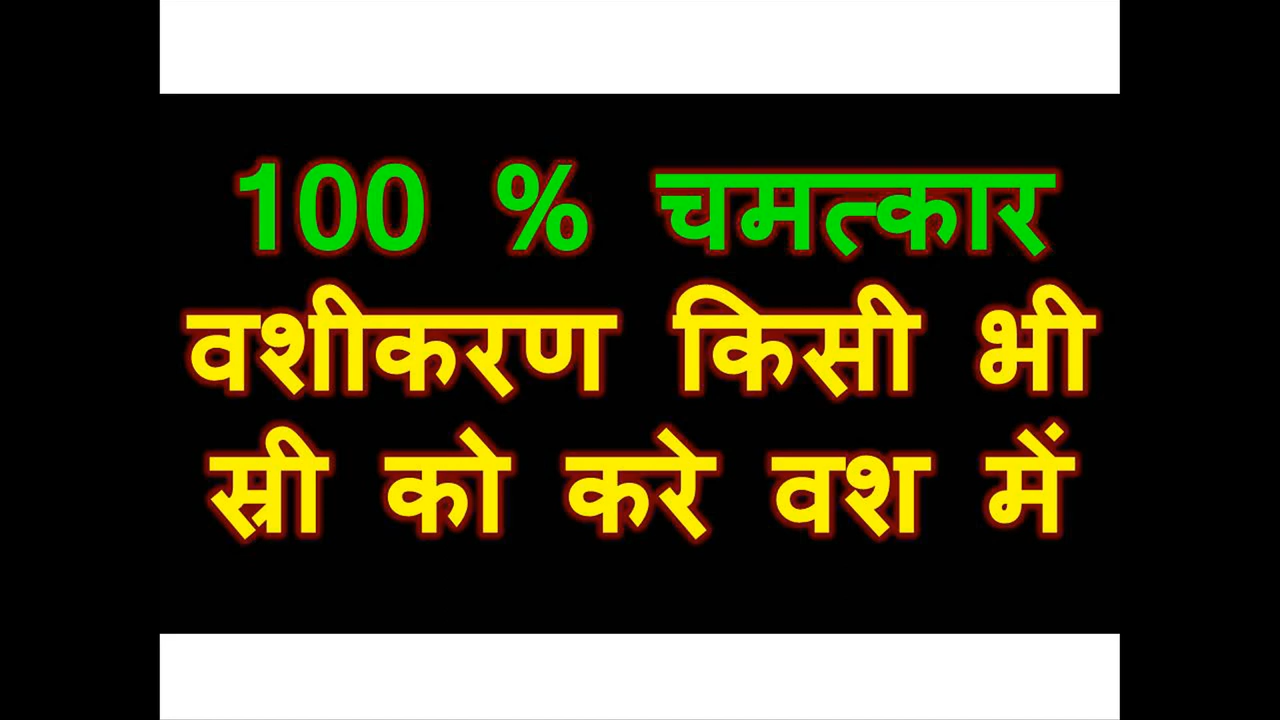 100 % चमत्कार
वशीकरण किसी भी
स्री को करे वश में